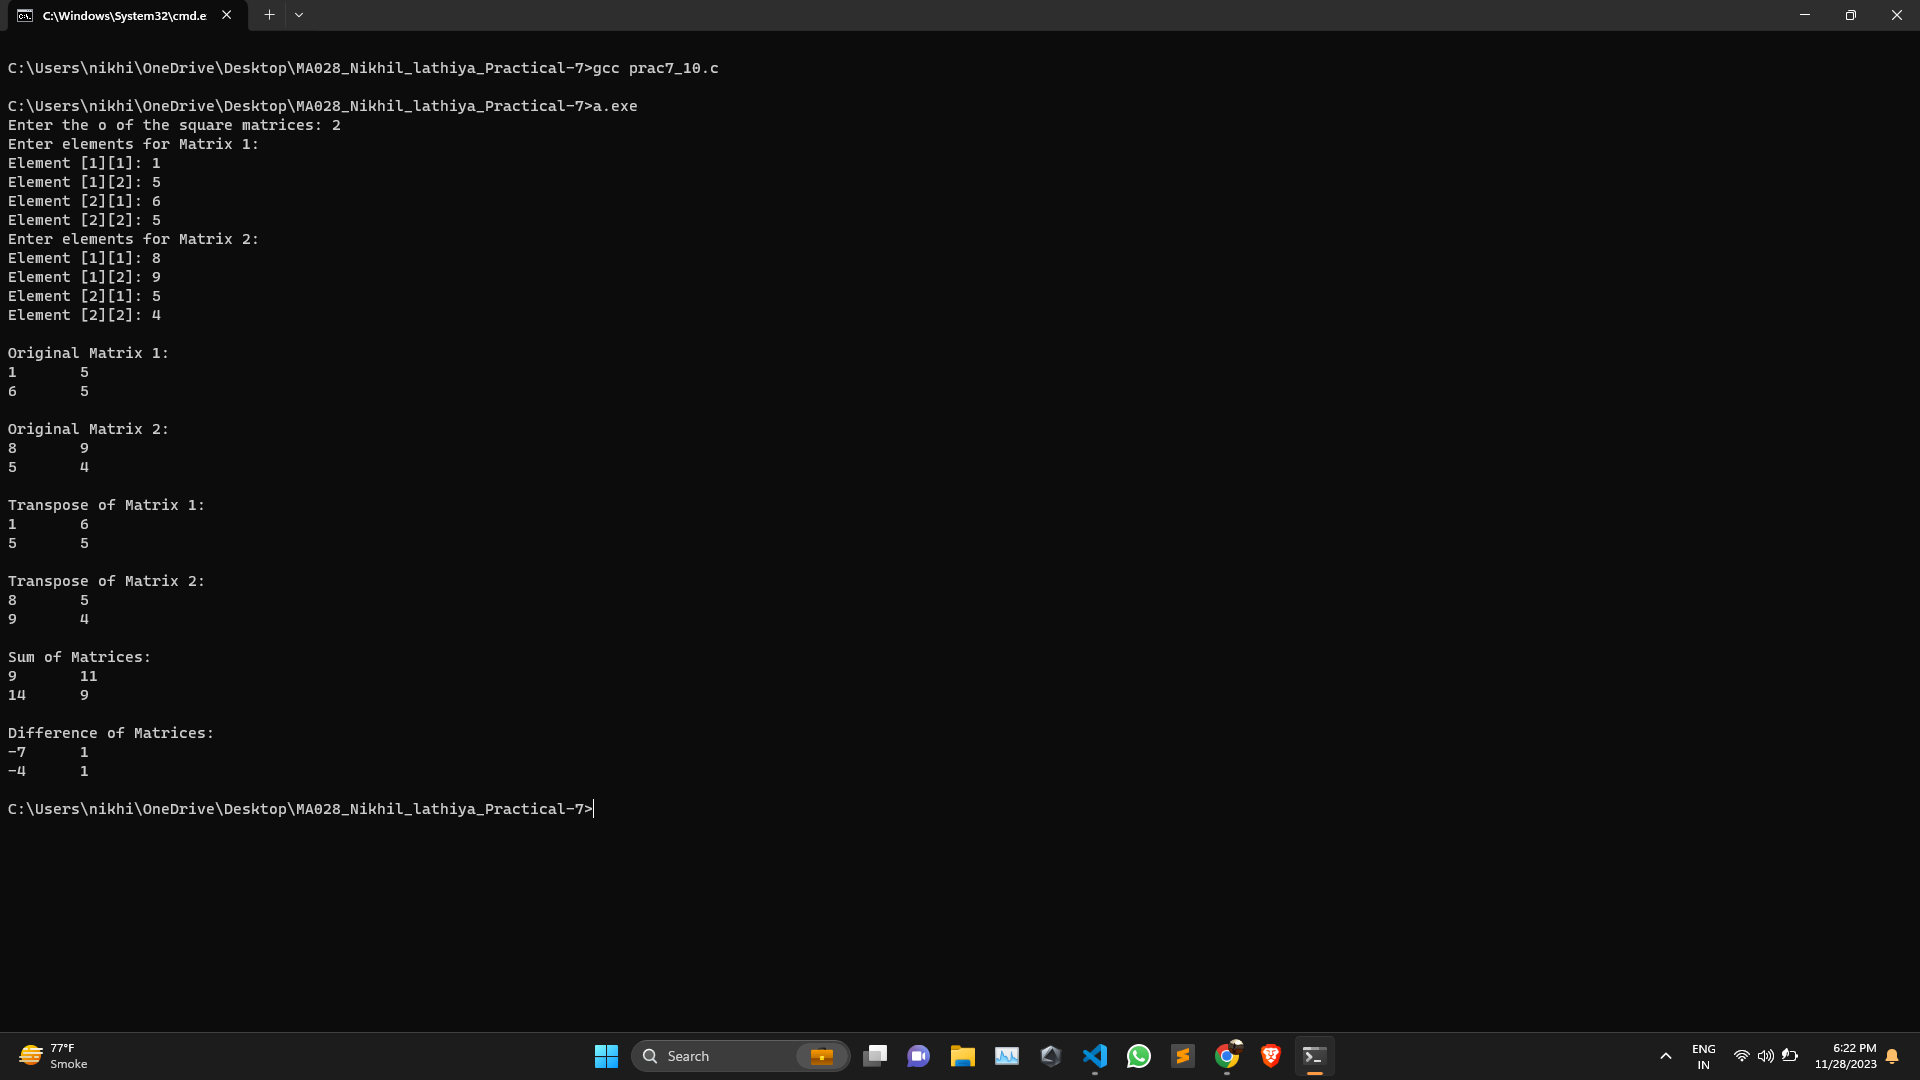 C:\Windows\System32\cmd.e
C:\Users\nikhi\OneDrive\Desktop\MA028_Nikhil_lathiya_Practical-7>gcc prac7_10.c
C:\Users\nikhi\OneDrive\Desktop\MA028_Nikhil_lathiya_Practical-7>a.exe
Enter the o of the square matrices: 2
Enter elements for Matrix 1:
Element [1][1]: 1
Element [1][2]: 5
Element [2][1]: 6
Element [2][2]: 5
Enter elements for Matrix 2:
Element [1][1]: 8
Element [1][2]: 9
Element [2][1]: 5
Element [2][2]: 4
Original Matrix 1:
1 5
6 5
Original Matrix 2:
8 9
5 4
Transpose of Matrix 1:
1 6
5 5
Transpose of Matrix 2:
8 5
9 4
Sum of Matrices:
9 11
14 9
Difference of Matrices:
-7 1
-4 1
C:\Users\nikhi\OneDrive\Desktop\MA028_Nikhil_lathiya_Practical-7>
77°F
Smoke
Search
ENG
IN
6:22 PM
11/28/2023